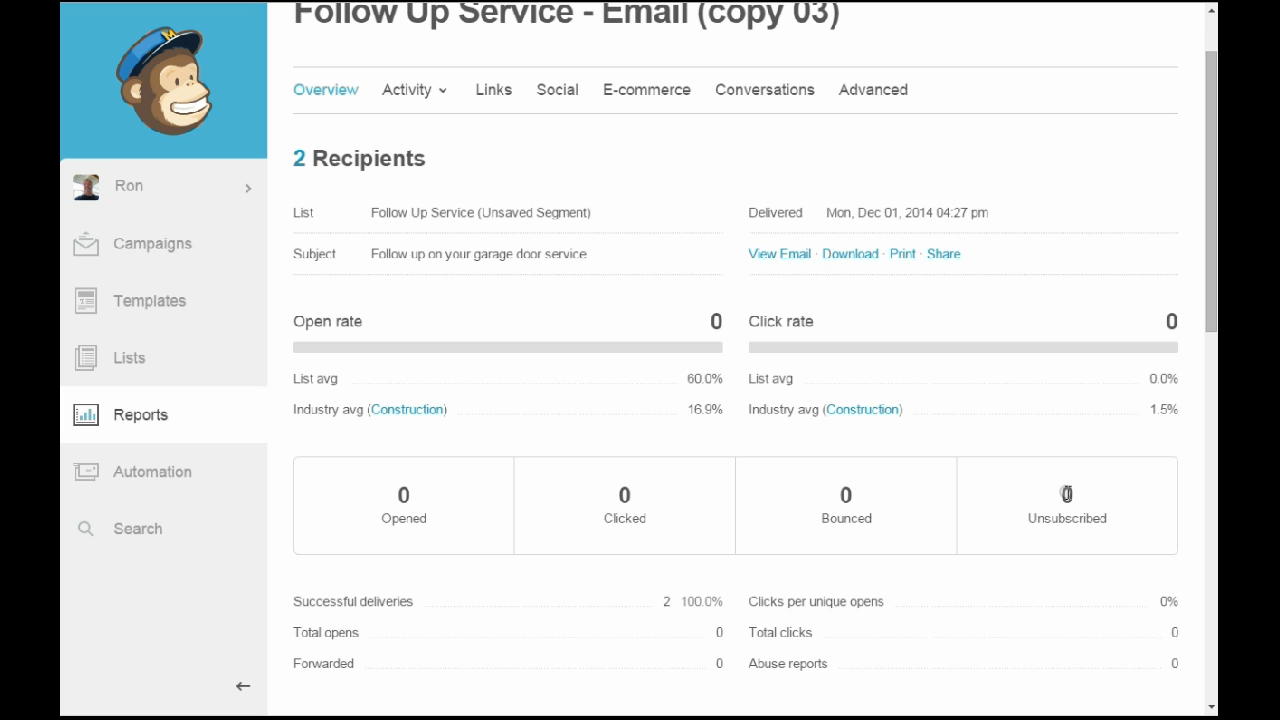 Follow Up Service - Email (copy 03)
Overview Activity Links Social E-commerce Conversations Advanced
2 Recipients
Ron
Campaigns
Templates
Lists
Reports
Automation
Search
List Follow Up Service (Unsaved Segment)
Delivered Mon, Dec 01, 2014 04:27 pm
Subject Follow up on your garage door service
View Email · Download · Print · Share
Open rate 0
Click rate 0
List avg 60.0%
List avg 0.0%
Industry avg (Construction) 16.9%
Industry avg (Construction) 1.5%
0 0 0 0
Opened Clicked Bounced Unsubscribed
Successful deliveries 2 100.0%
Clicks per unique opens 0%
Total opens 0
Total clicks 0
Forwarded 0
Abuse reports 0